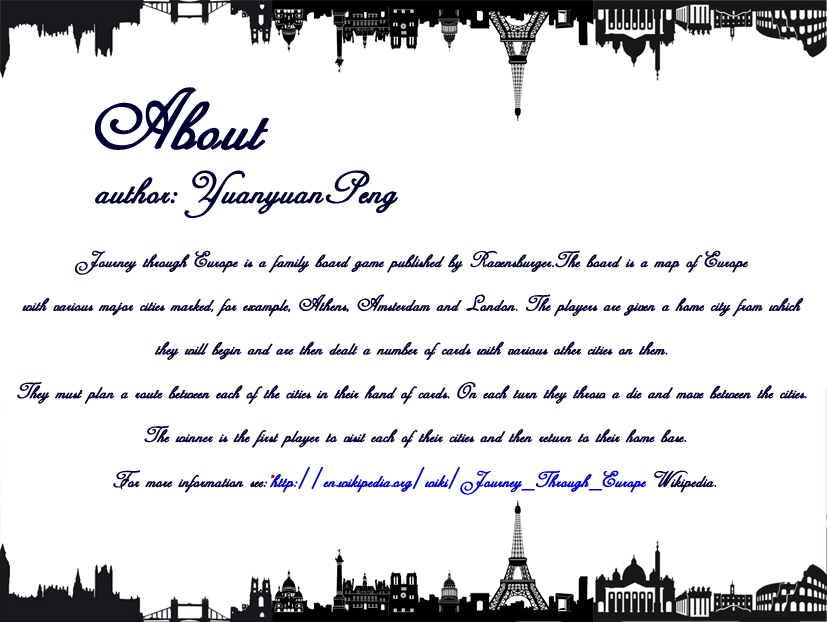 About
author: YuanyuanPeng
Journey through Europe is a family board game published by Ravensburger.The board is a map of Europe
with various major cities marked, for example, Athens, Amsterdam and London. The players are given a home city from which
they will begin and are then dealt a number of cards with various other cities on them.
They must plan a route between each of the cities in their hand of cards. On each turn they throw a die and move between the cities.
The winner is the first player to visit each of their cities and then return to their home base.
For more information see:"http://en.wikipedia.org/wiki/Journey_Through_Europe Wikipedia.